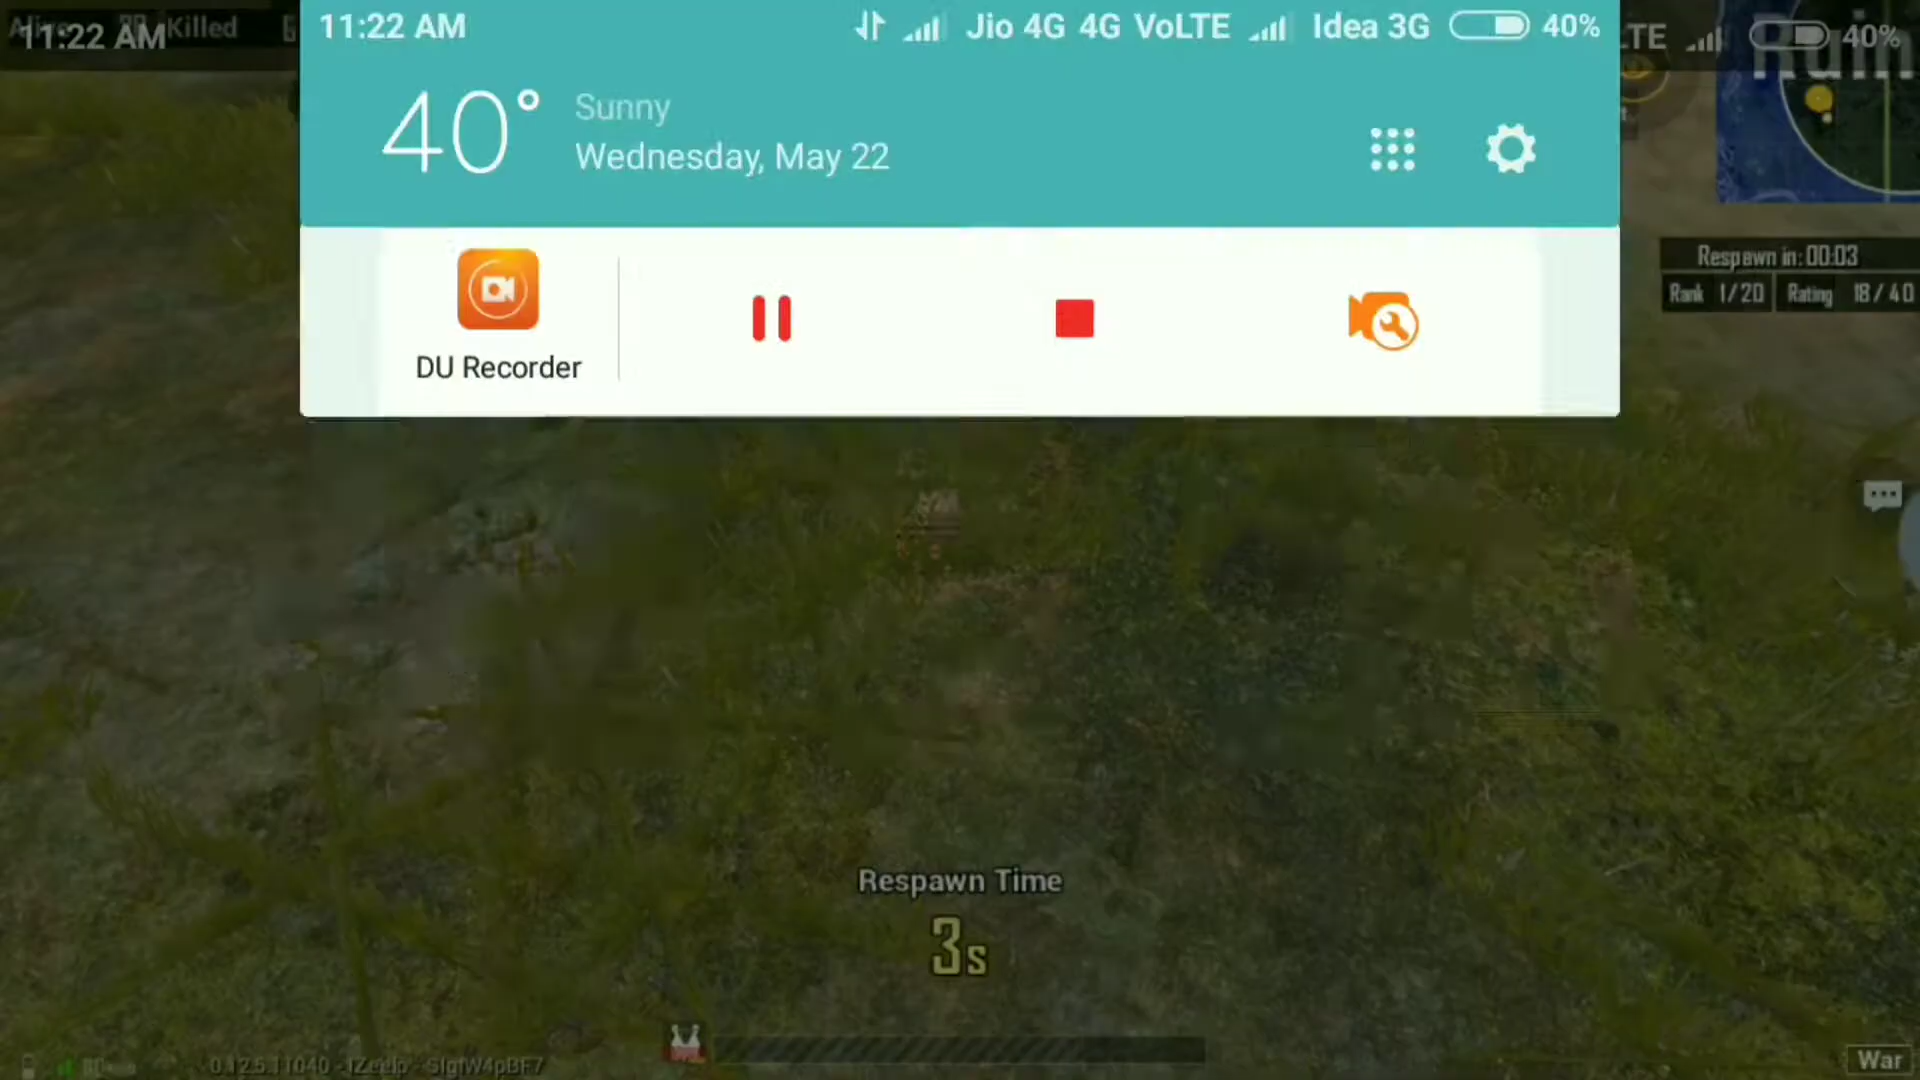 11:22 AM
Killed
11:22 AM
Jio 4G 4G VoLTE
Idea 3G
40%
LTE
40%
40°
Sunny
Wednesday, May 22
DU Recorder
Respawn in: 00:03
Rank 1/20
Rating 18/40
Respawn Time
3s
War